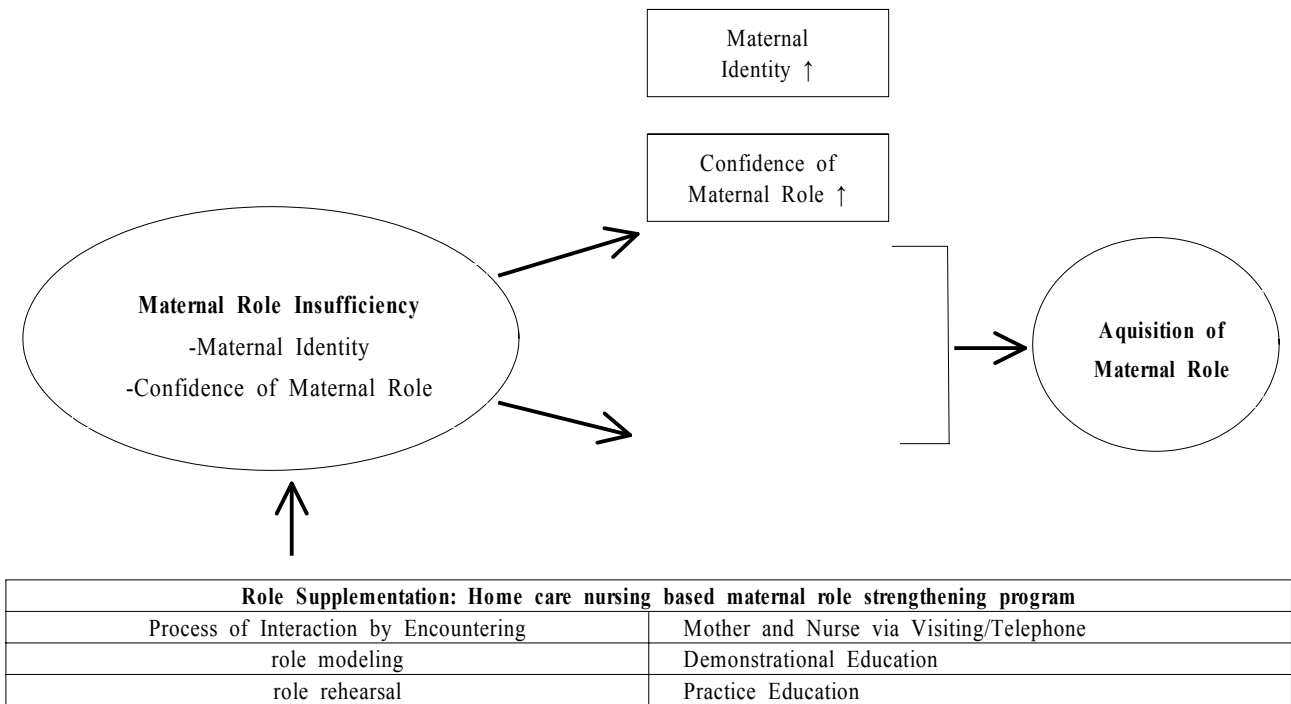 Maternal
Identity ↑
Confidence of
Maternal Role ↑
Maternal Role Insufficiency
-Maternal Identity
-Confidence of Maternal Role
Aquisition of
Maternal Role
Role Supplementation: Home care nursing based maternal role strengthening program
Process of Interaction by Encountering
Mother and Nurse via Visiting/Telephone
role modeling
Demonstrational Education
role rehearsal
Practice Education